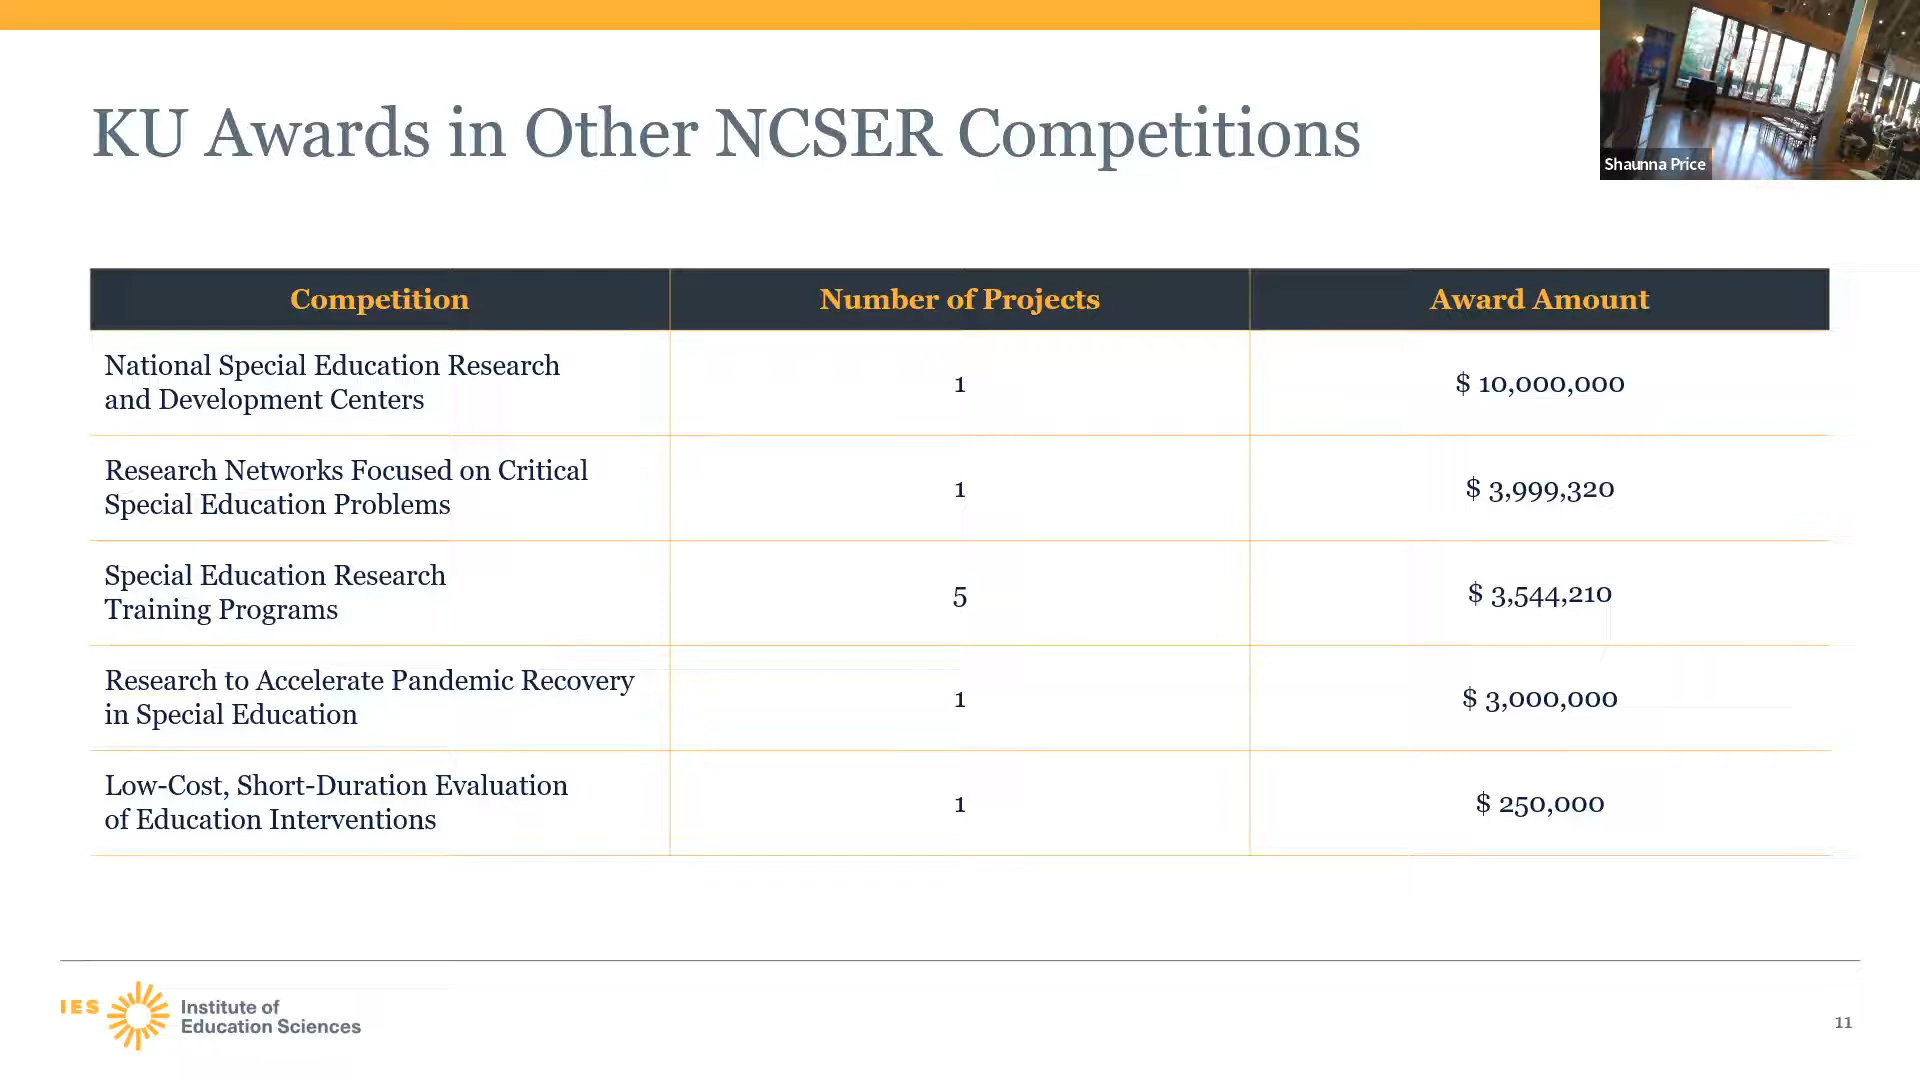 KU Awards in Other NCSER Competitions
Shaunna Price
Competition
Number of Projects
Award Amount
National Special Education Research
and Development Centers
1
$ 10,000,000
Research Networks Focused on Critical
Special Education Problems
1
$ 3,999,320
Special Education Research
Training Programs
5
$ 3,544,210
Research to Accelerate Pandemic Recovery
in Special Education
1
$ 3,000,000
Low-Cost, Short-Duration Evaluation
of Education Interventions
1
$ 250,000
IES
Institute of
Education Sciences
11